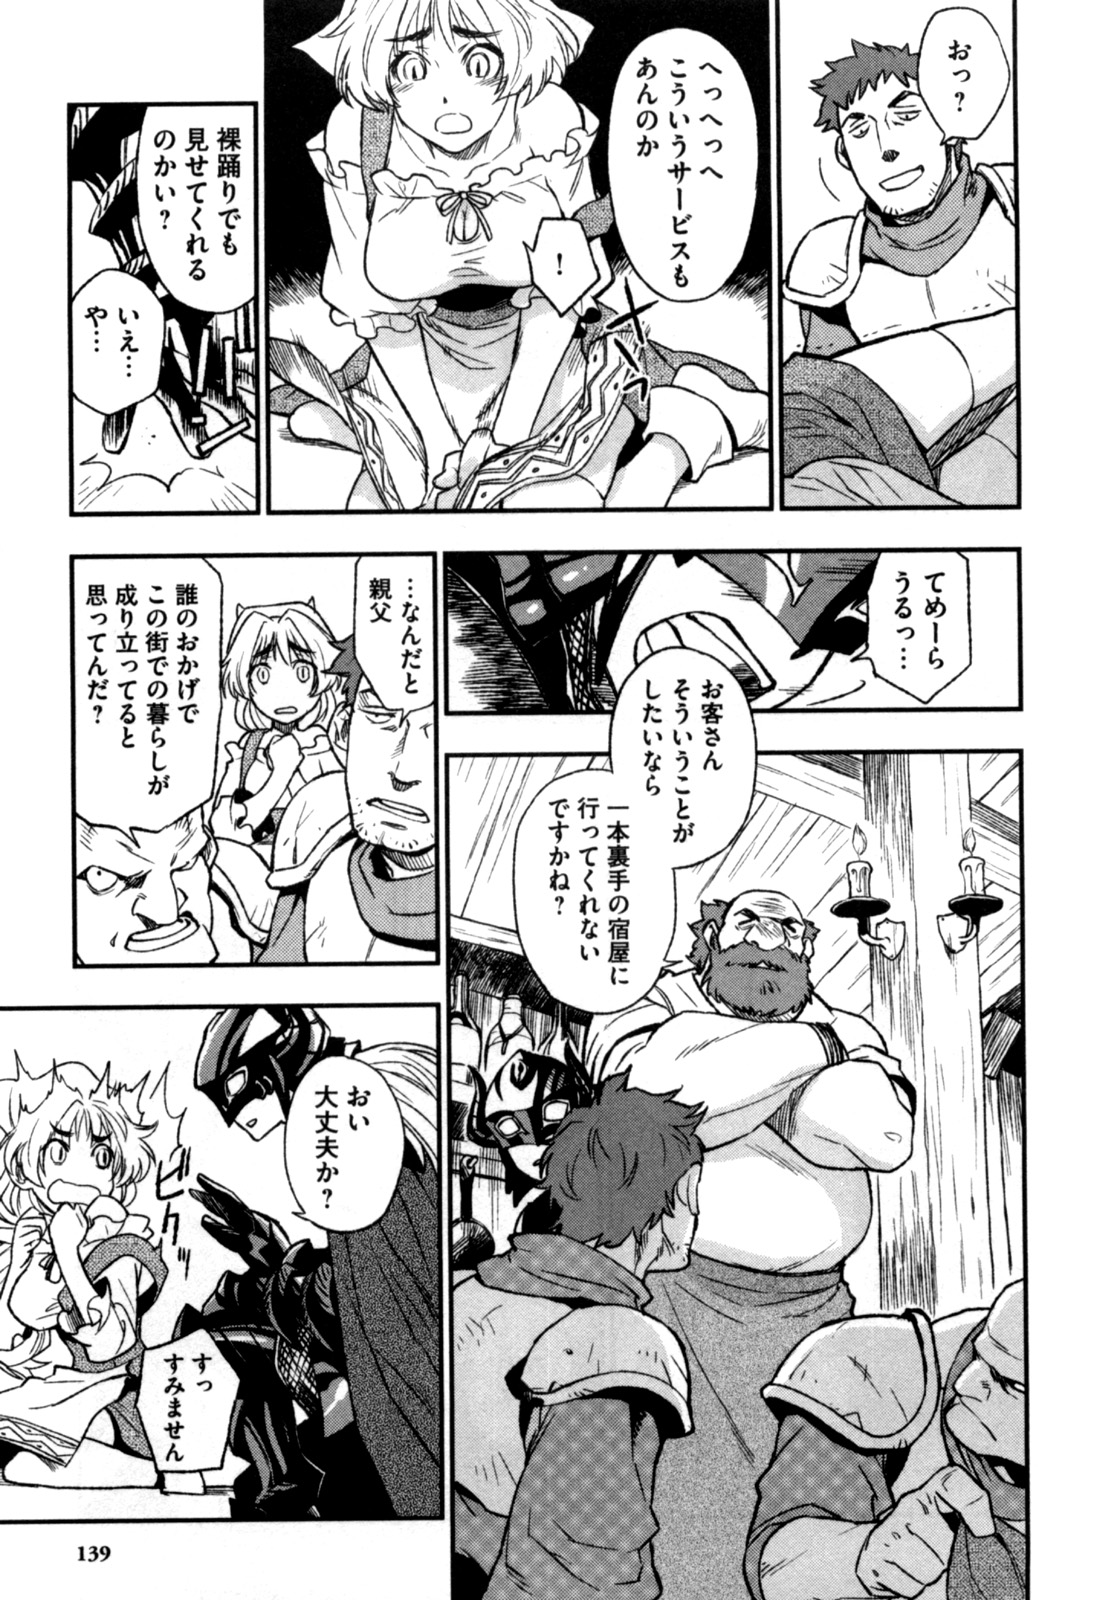 おっ？
へっへっへ
こういうサービスも
あんのか
！
ササッ
裸踊りでも
見せてくれる
のかい？
いえ…
や…
てめーら
うるっ…
お客さん
そういうことが
したいなら
一本裏手の宿屋に
行ってくれない
ですかね？
…なんだと
親父
誰のおかげで
この街での暮らしが
成り立ってると
思ってんだ？
おい
大丈夫か？
ビクッ
すっ
すみません
139